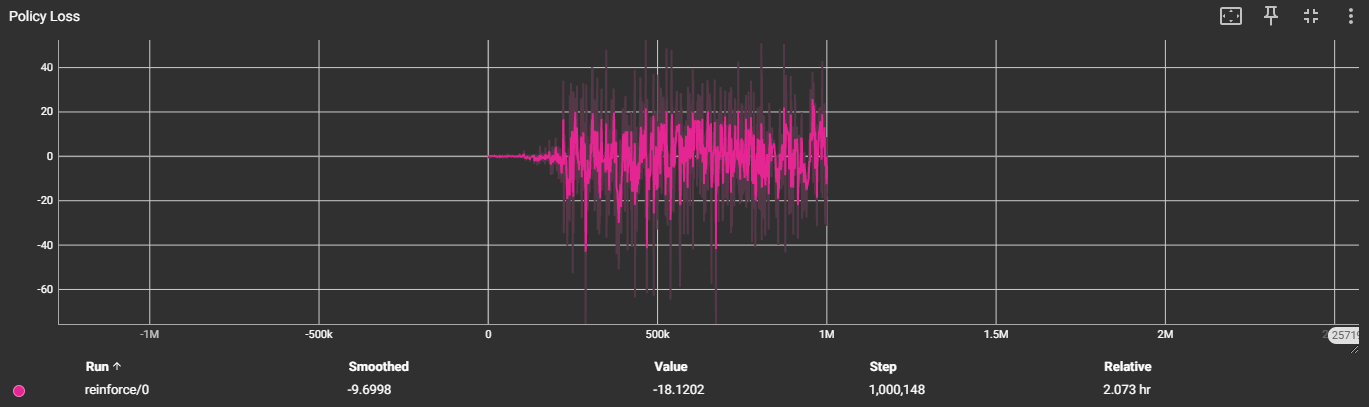 Policy Loss
40
20
0
-20
-40
-60
-1M -500k 0 500k 1M 1.5M 2M
Run ↑ Smoothed Value Step Relative
reinforce/0 -9.6998 -18.1202 1,000,148 2.073 hr